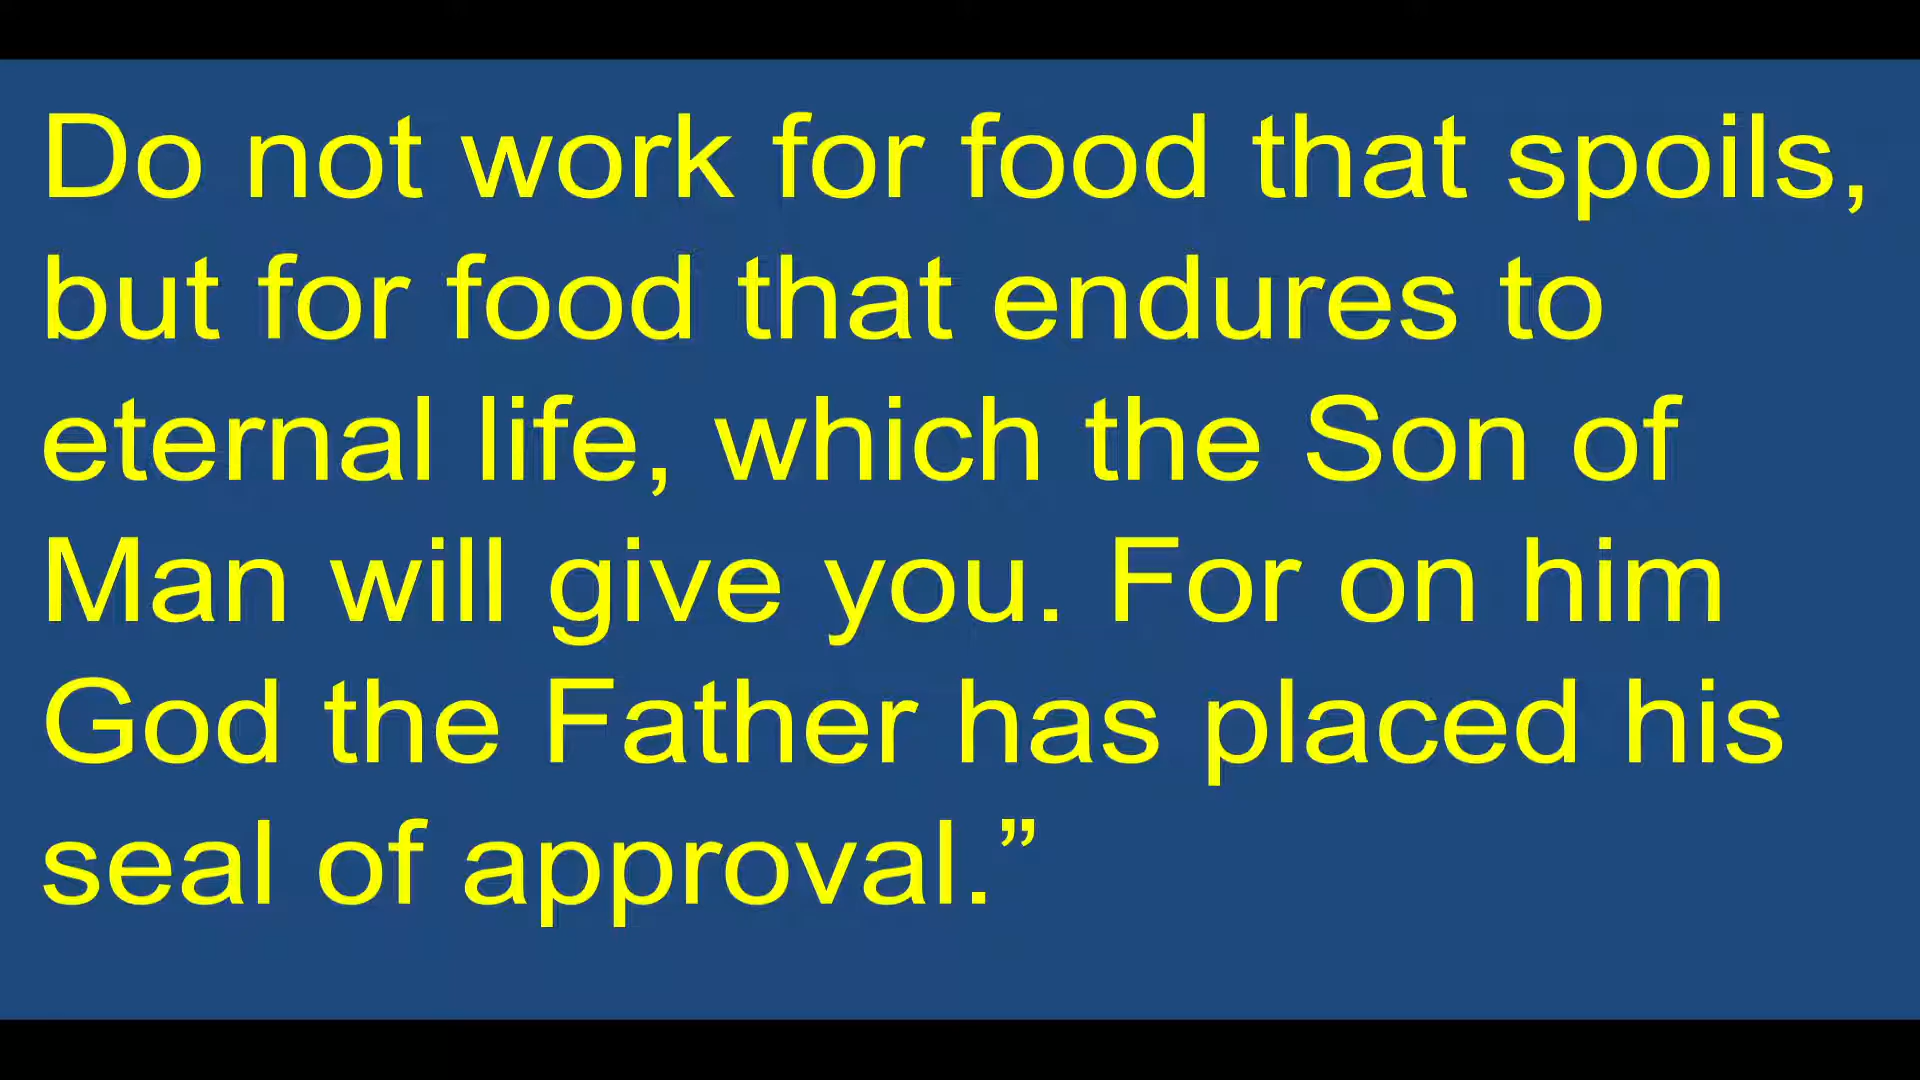 Do not work for food that spoils,
but for food that endures to
eternal life, which the Son of
Man will give you. For on him
God the Father has placed his
seal of approval.”